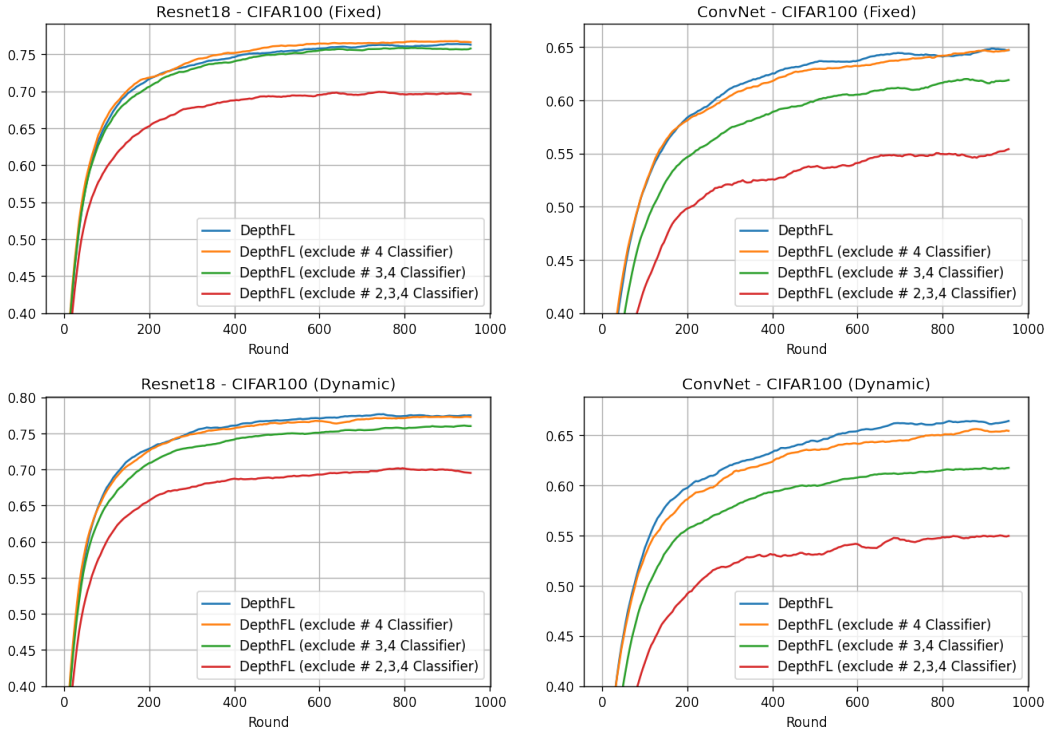 Resnet18 - CIFAR100 (Fixed)
0.75
0.70
0.65
0.60
0.55
0.50
0.45
0.40
DepthFL
DepthFL (exclude # 4 Classifier)
DepthFL (exclude # 3,4 Classifier)
DepthFL (exclude # 2,3,4 Classifier)
0 200 400 600 800 1000
Round
ConvNet - CIFAR100 (Fixed)
0.65
0.60
0.55
0.50
0.45
0.40
DepthFL
DepthFL (exclude # 4 Classifier)
DepthFL (exclude # 3,4 Classifier)
DepthFL (exclude # 2,3,4 Classifier)
0 200 400 600 800 1000
Round
Resnet18 - CIFAR100 (Dynamic)
0.80
0.75
0.70
0.65
0.60
0.55
0.50
0.45
0.40
DepthFL
DepthFL (exclude # 4 Classifier)
DepthFL (exclude # 3,4 Classifier)
DepthFL (exclude # 2,3,4 Classifier)
0 200 400 600 800 1000
Round
ConvNet - CIFAR100 (Dynamic)
0.65
0.60
0.55
0.50
0.45
0.40
DepthFL
DepthFL (exclude # 4 Classifier)
DepthFL (exclude # 3,4 Classifier)
DepthFL (exclude # 2,3,4 Classifier)
0 200 400 600 800 1000
Round